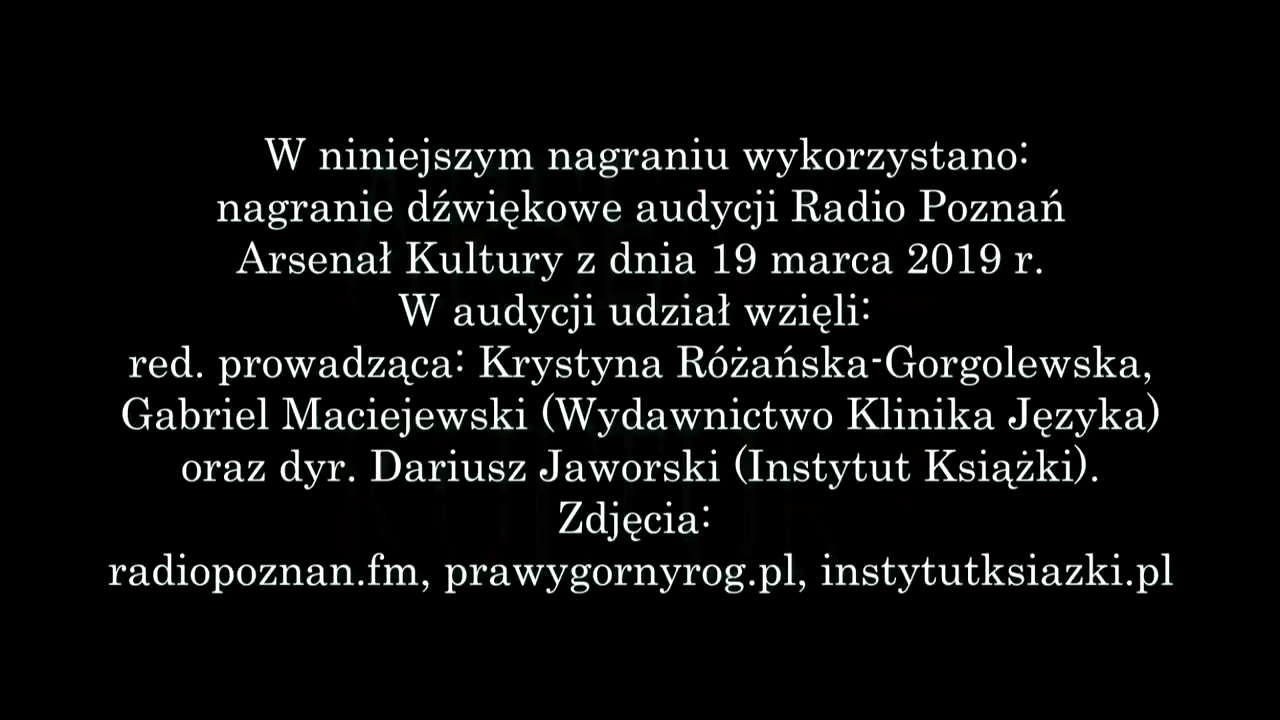 W niniejszym nagraniu wykorzystano:
nagranie dźwiękowe audycji Radio Poznań
Arsenał Kultury z dnia 19 marca 2019 r.
W audycji udział wzięli:
red. prowadząca: Krystyna Różańska-Gorgolewska,
Gabriel Maciejewski (Wydawnictwo Klinika Języka)
oraz dyr. Dariusz Jaworski (Instytut Książki).
Zdjęcia:
radiopoznan.fm, prawygornyrog.pl, instytutksiazki.pl